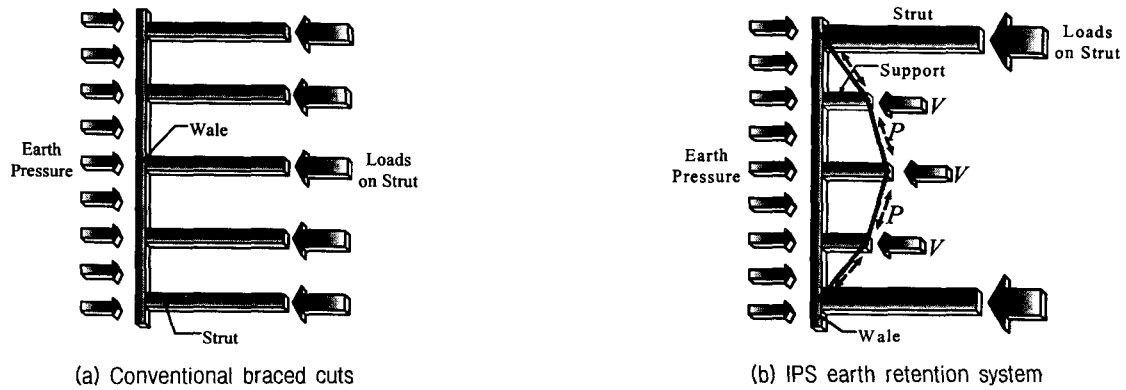 Earth
Pressure
Wale
Loads
on Strut
Strut
(a) Conventional braced cuts
Strut
Loads
on Strut
Support
V
P
Earth
Pressure
V
P
V
Wale
(b) IPS earth retention system